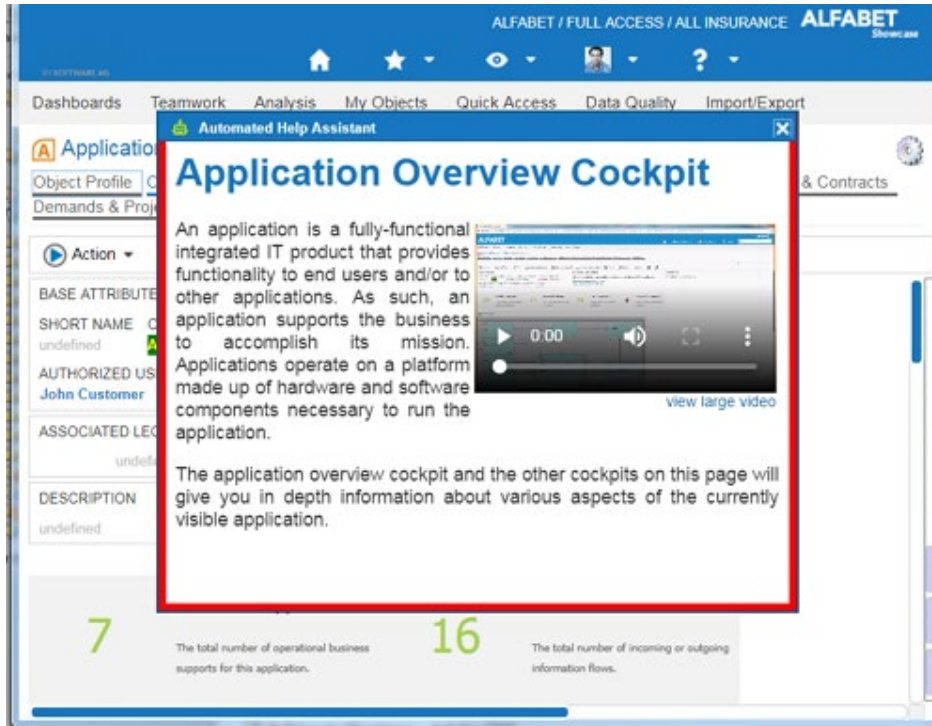 ALFABET / FULL ACCESS / ALL INSURANCE ALFABET
Showcase
Dashboards Teamwork Analysis My Objects Quick Access Data Quality Import/Export
Automated Help Assistant
A Applicatio
Application Overview Cockpit
Object Profile
& Contracts
Demands & Proj
An application is a fully-functional
integrated IT product that provides
functionality to end users and/or to
other applications. As such, an
application supports the business
to accomplish its mission.
Applications operate on a platform
made up of hardware and software
components necessary to run the
application.
0:00
view large video
The application overview cockpit and the other cockpits on this page will
give you in depth information about various aspects of the currently
visible application.
Action
BASE ATTRIBUTE
SHORT NAME
undefined
AUTHORIZED US
John Customer
ASSOCIATED LEG
undef
DESCRIPTION
undefined
7
The total number of operational business
supports for this application.
16
The total number of incoming or outgoing
information flows.